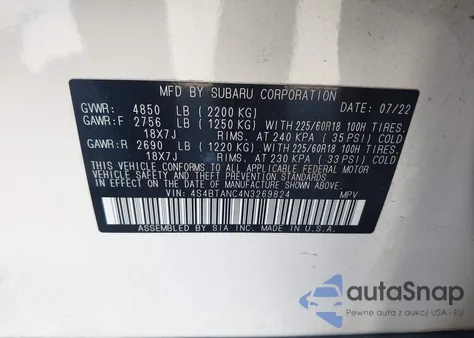 MFD BY SUBARU CORPORATION DATE: 07/22
GVWR: 4850 LB (2200 KG)
GAWR:F 2756 LB (1250 KG) WITH 225/60R18 100H TIRES.
18X7J RIMS. AT 240 KPA (35 PSI) COLD
GAWR:R 2690 LB (1220 KG) WITH 225/60R18 100H TIRES.
18X7J RIMS. AT 230 KPA (33 PSI) COLD
THIS VEHICLE CONFORMS TO ALL APPLICABLE FEDERAL MOTOR
VEHICLE SAFETY, BUMPER, AND THEFT PREVENTION STANDARDS
IN EFFECT ON THE DATE OF MANUFACTURE SHOWN ABOVE.
VIN: 4S4BTANC4N3269824 MPV
ASSEMBLED BY SIA INC. MADE IN U.S.A.
autoSnap
Pewne auta z aukcji USA i EU